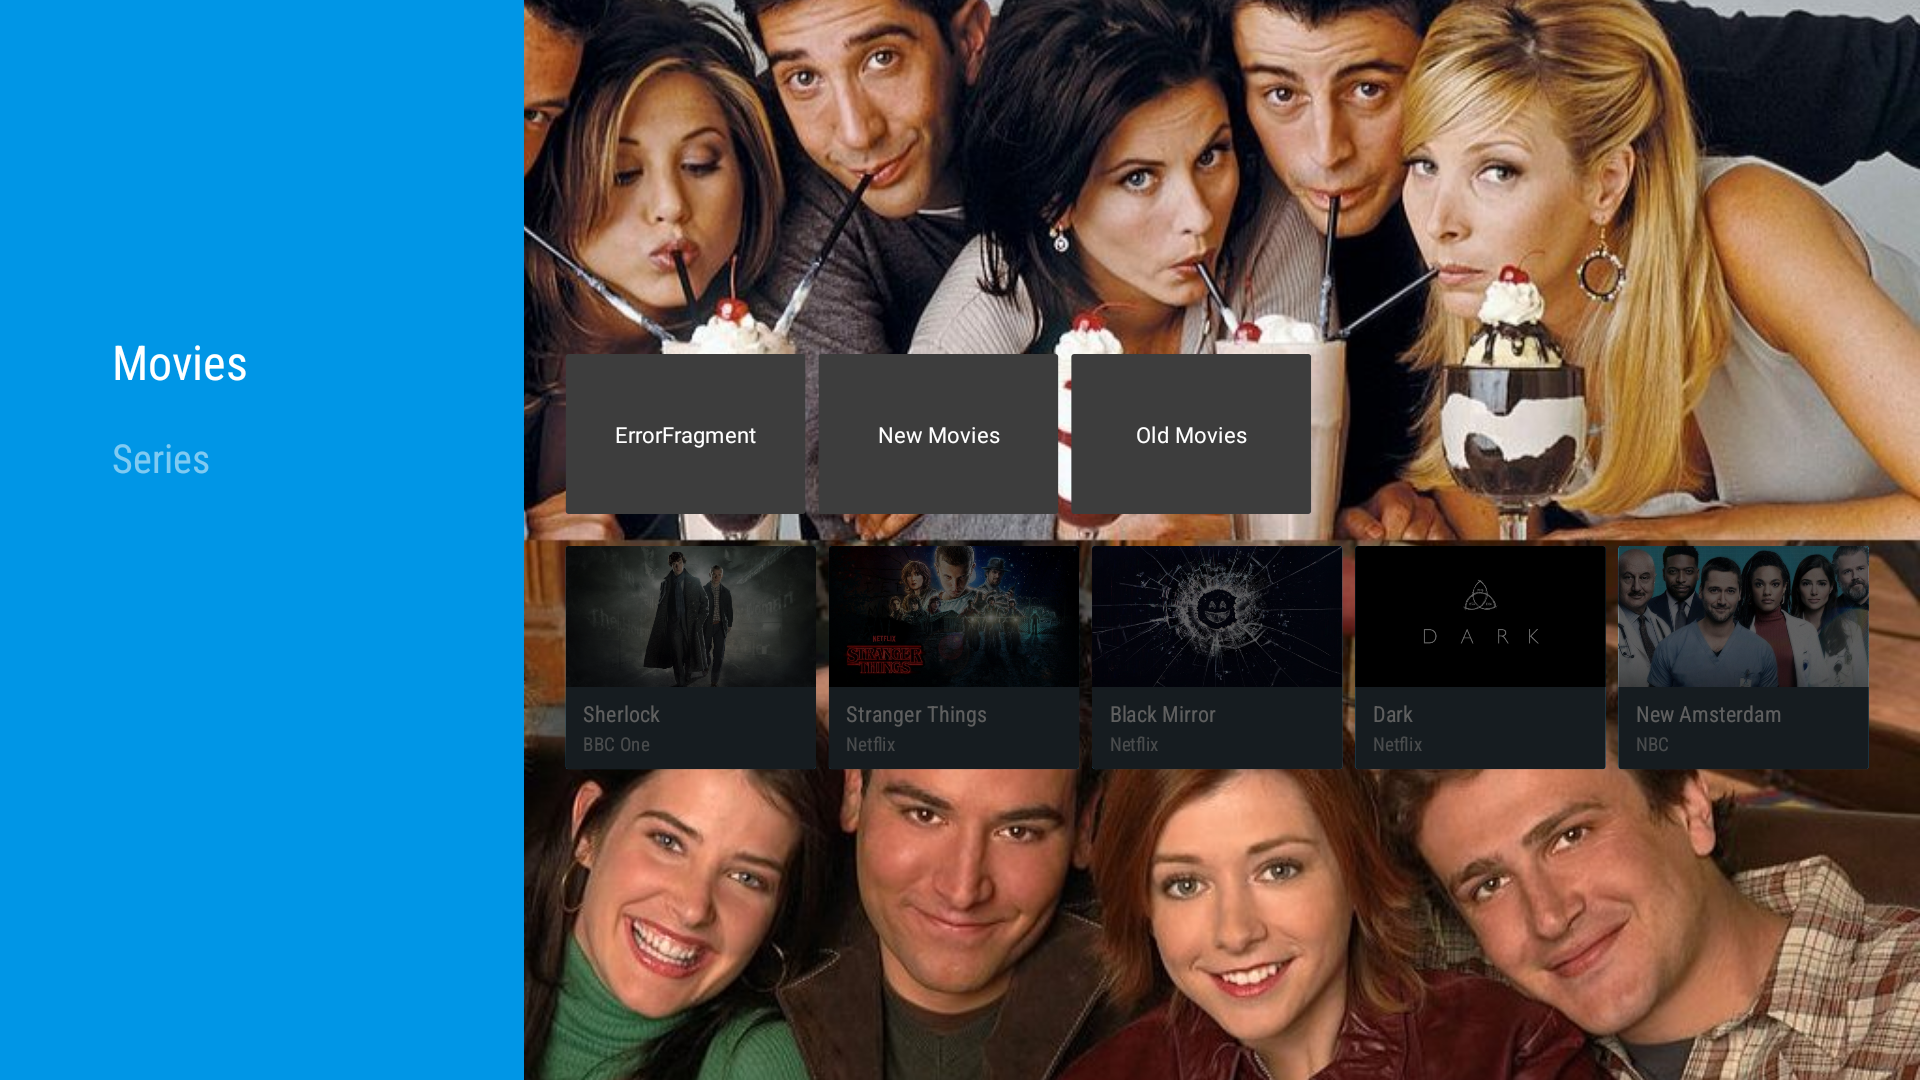 Movies
Series
ErrorFragment
New Movies
Old Movies
NETFLIX
STRANGER
THINGS
DARK
Sherlock
BBC One
Stranger Things
Netflix
Black Mirror
Netflix
Dark
Netflix
New Amsterdam
NBC